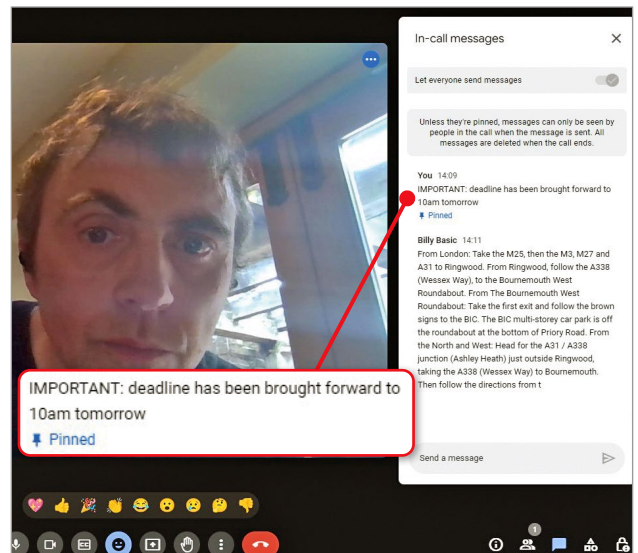 In-call messages
Let everyone send messages
Unless they're pinned, messages can only be seen by
people in the call when the message is sent. All
messages are deleted when the call ends.
You 14:09
IMPORTANT: deadline has been brought forward to
10am tomorrow
Pinned
Billy Basic 14:11
From London: Take the M25, then the M3, M27 and
A31 to Ringwood. From Ringwood, follow the A338
(Wessex Way), to the Bournemouth West
Roundabout. From The Bournemouth West
Roundabout: Take the first exit and follow the brown
signs to the BIC. The BIC multi-storey car park is off
the roundabout at the bottom of Priory Road. From
the North and West: Head for the A31 / A338
junction (Ashley Heath) just outside Ringwood,
taking the A338 (Wessex Way) to Bournemouth.
Then follow the directions from t
IMPORTANT: deadline has been brought forward to
10am tomorrow
Pinned
Send a message
CC
1